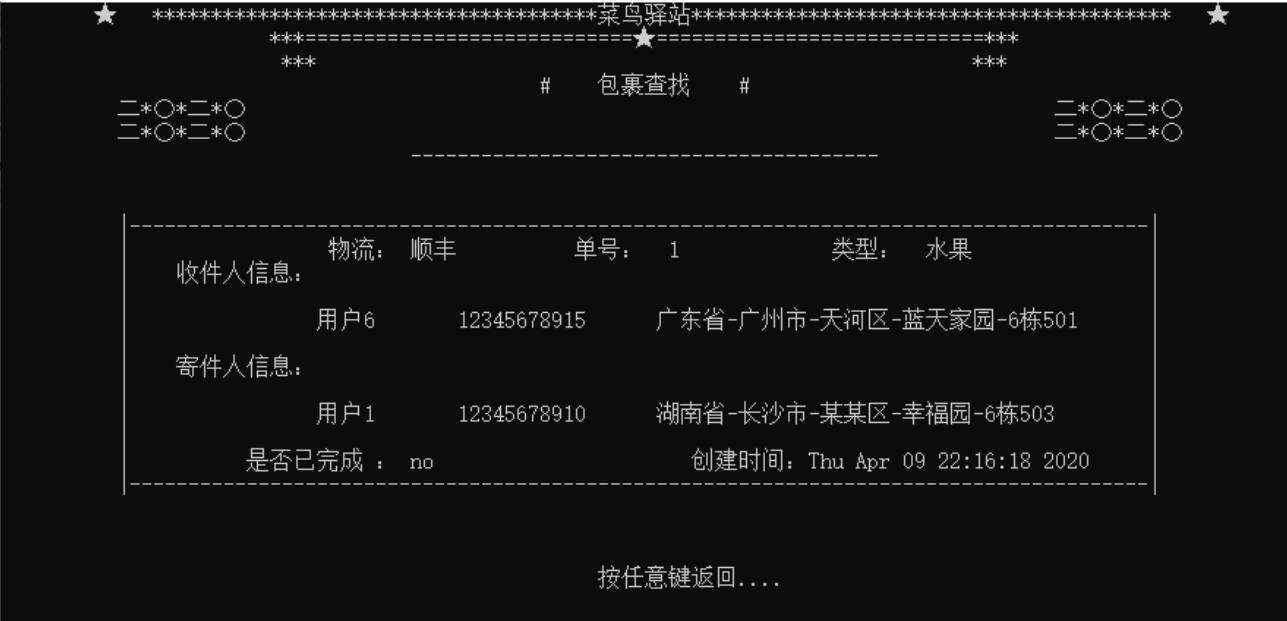 ★ **************************************菜鸟驿站***************************************** ★
***============================★============================***
*** ***
# 包裹查找 #
二*〇*二*〇 二*〇*二*〇
二*〇*二*〇 二*〇*二*〇
----------------------------------------
|---------------------------------------------------------------------------------------|
物流: 顺丰 单号: 1 类型: 水果
收件人信息:
用户6 12345678915 广东省-广州市-天河区-蓝天家园-6栋501
寄件人信息:
用户1 12345678910 湖南省-长沙市-某某区-幸福园-6栋503
是否已完成 : no 创建时间:Thu Apr 09 22:16:18 2020
|---------------------------------------------------------------------------------------|
按任意键返回....